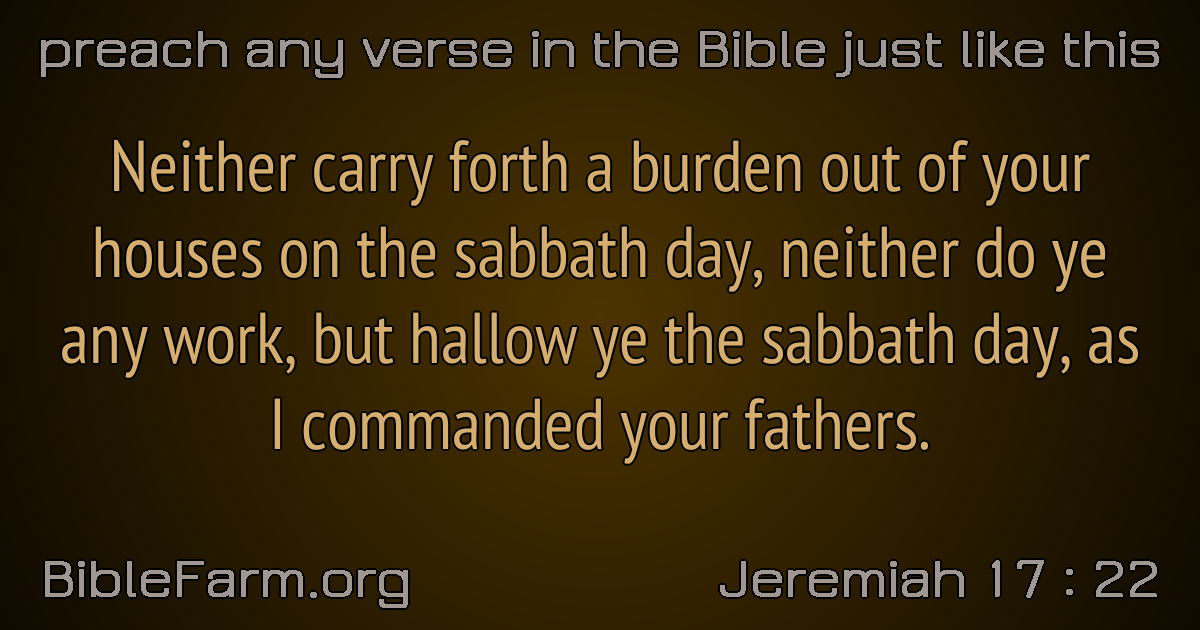 preach any verse in the Bible just like this
Neither carry forth a burden out of your
houses on the sabbath day, neither do ye
any work, but hallow ye the sabbath day, as
I commanded your fathers.
BibleFarm.org
Jeremiah 17 : 22